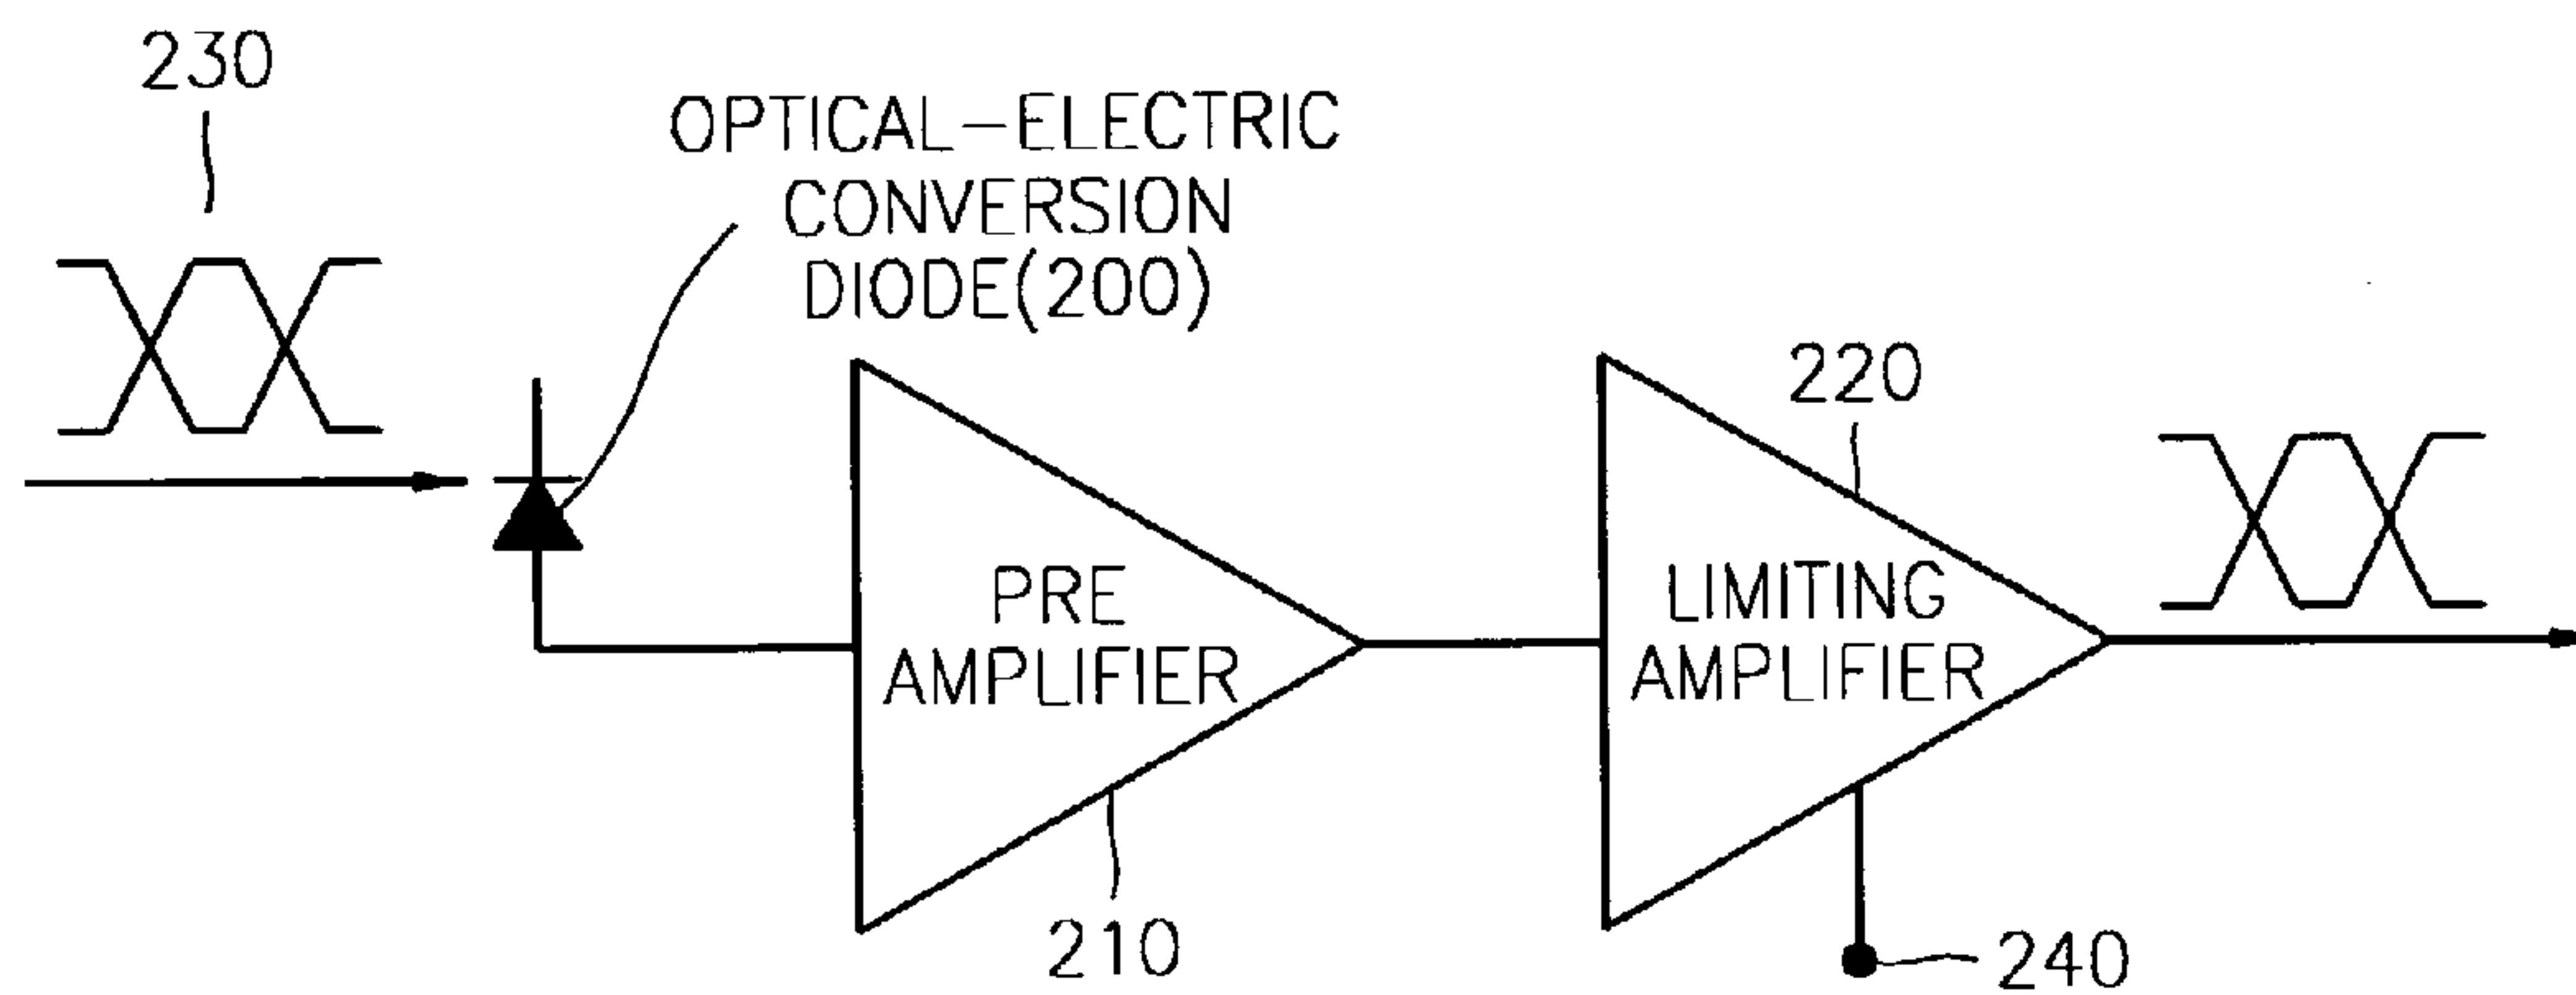 230
OPTICAL-ELECTRIC
CONVERSION
DIODE(200)
220
PRE
AMPLIFIER
LIMITING
AMPLIFIER
210
240